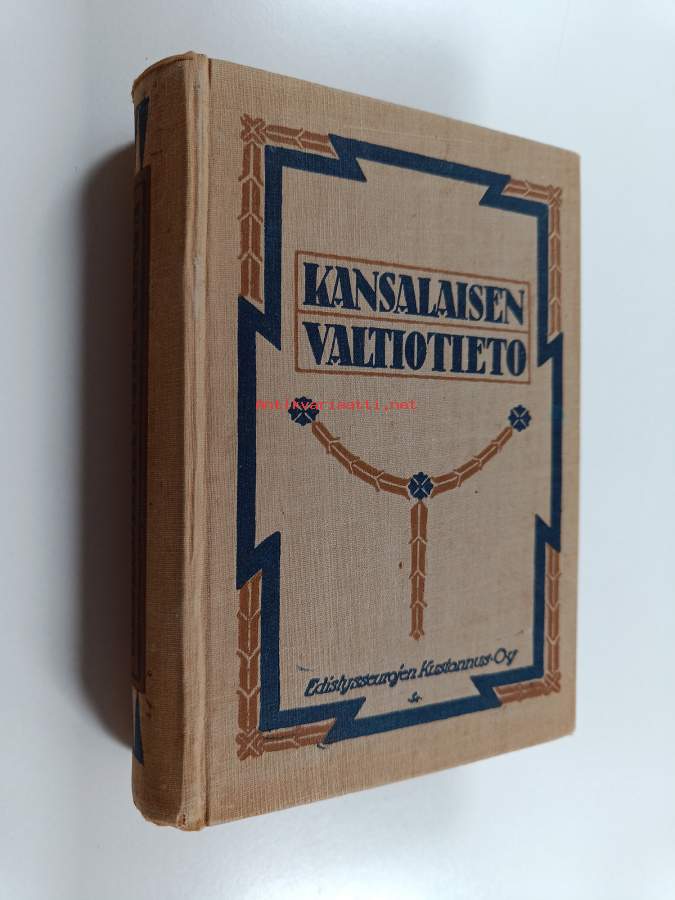 KANSALAISEN
VALTIOTIETO
Antikvariaatti.net
Edistysseurojen Kustannus-Oy